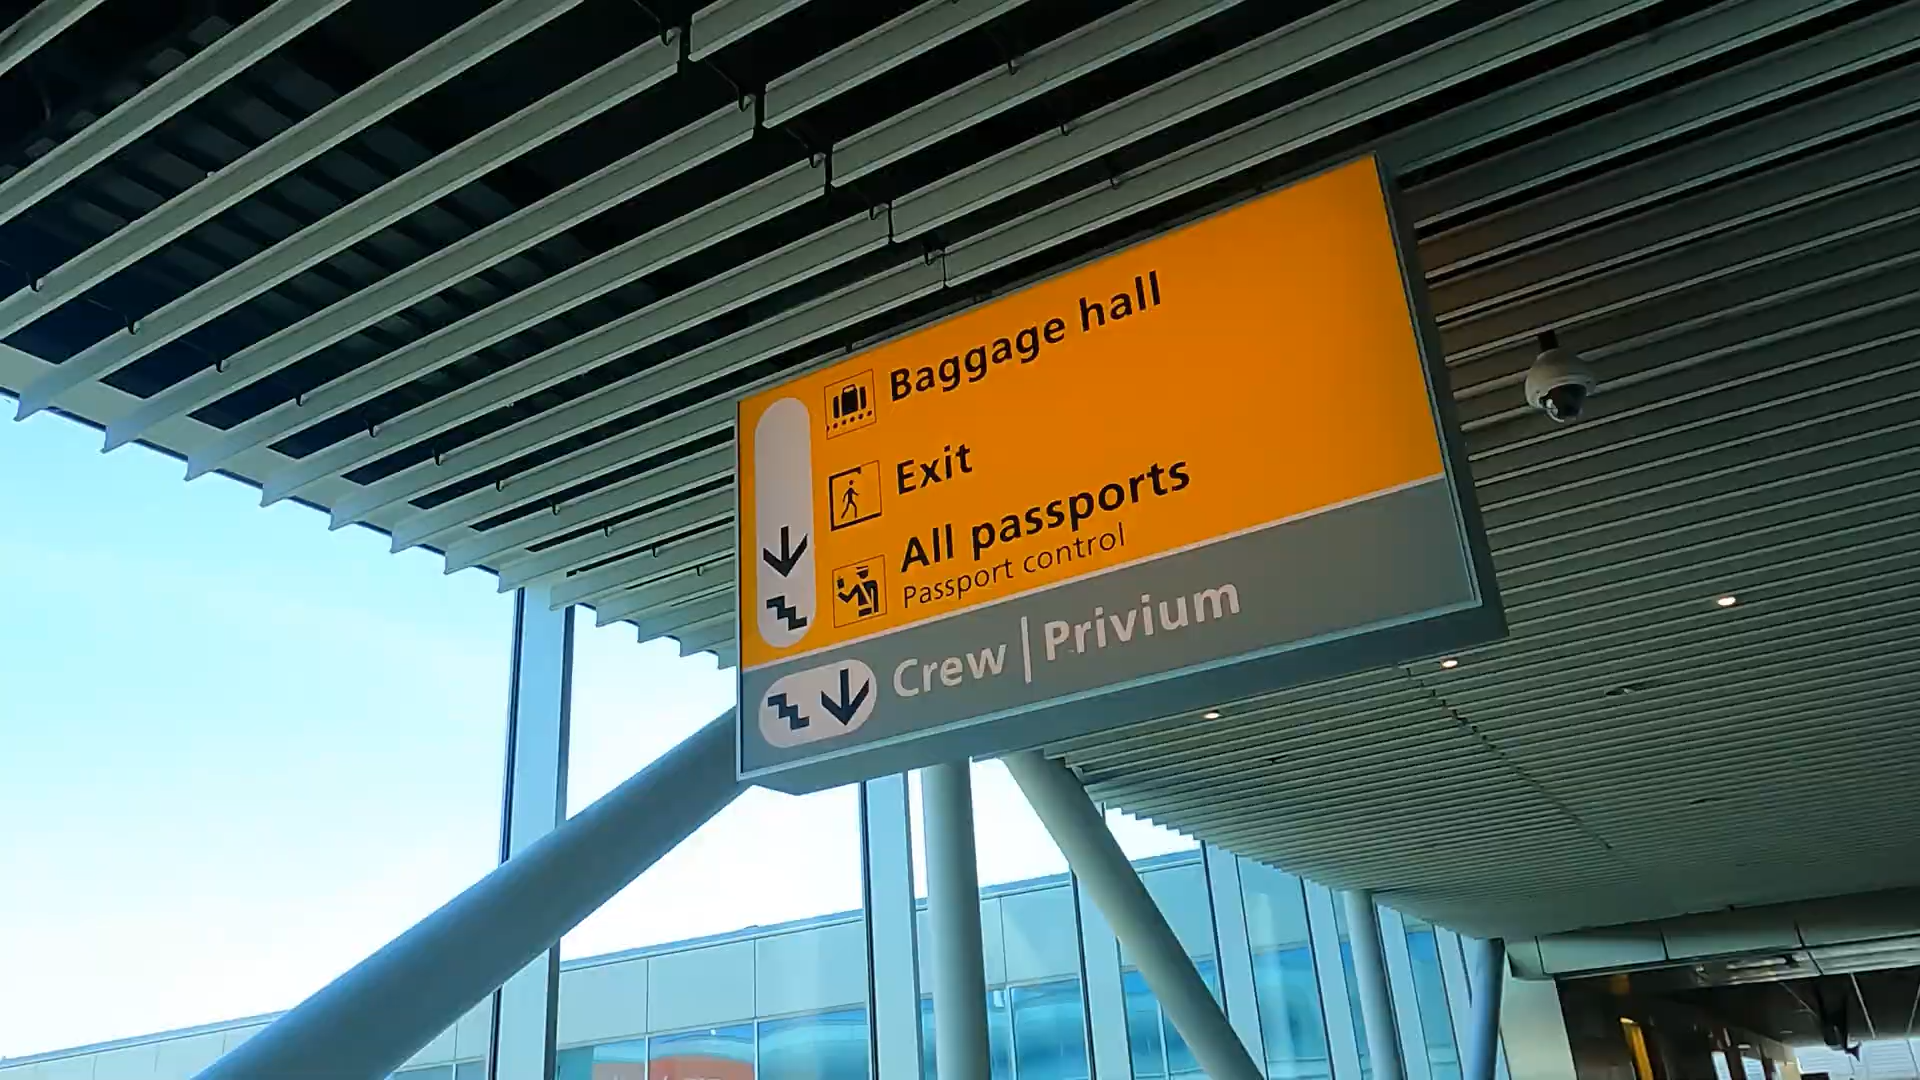 Baggage hall
Exit
All passports
Passport control
Crew | Privium